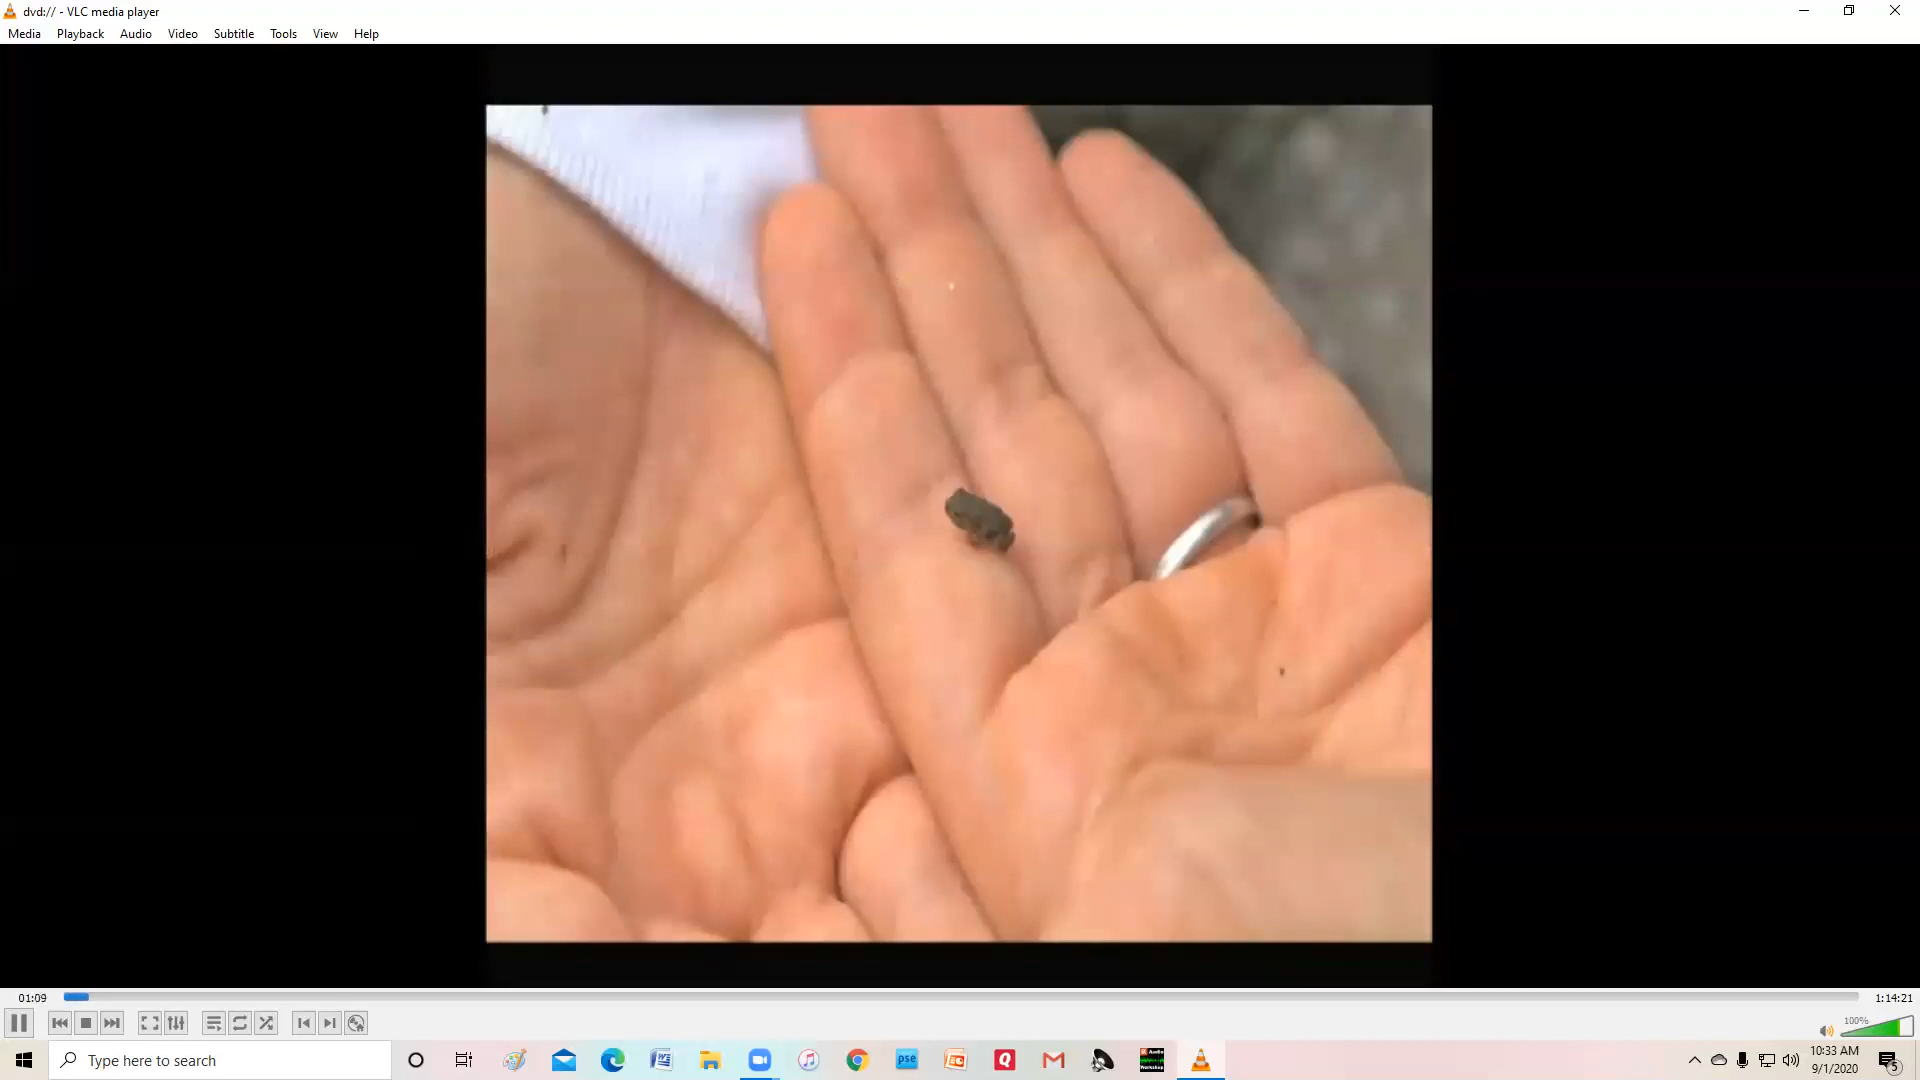 dvd:// - VLC media player
Media Playback Audio Video Subtitle Tools View Help
01:09
1:14:21
100%
Type here to search
pse
Q
10:33 AM
9/1/2020
5